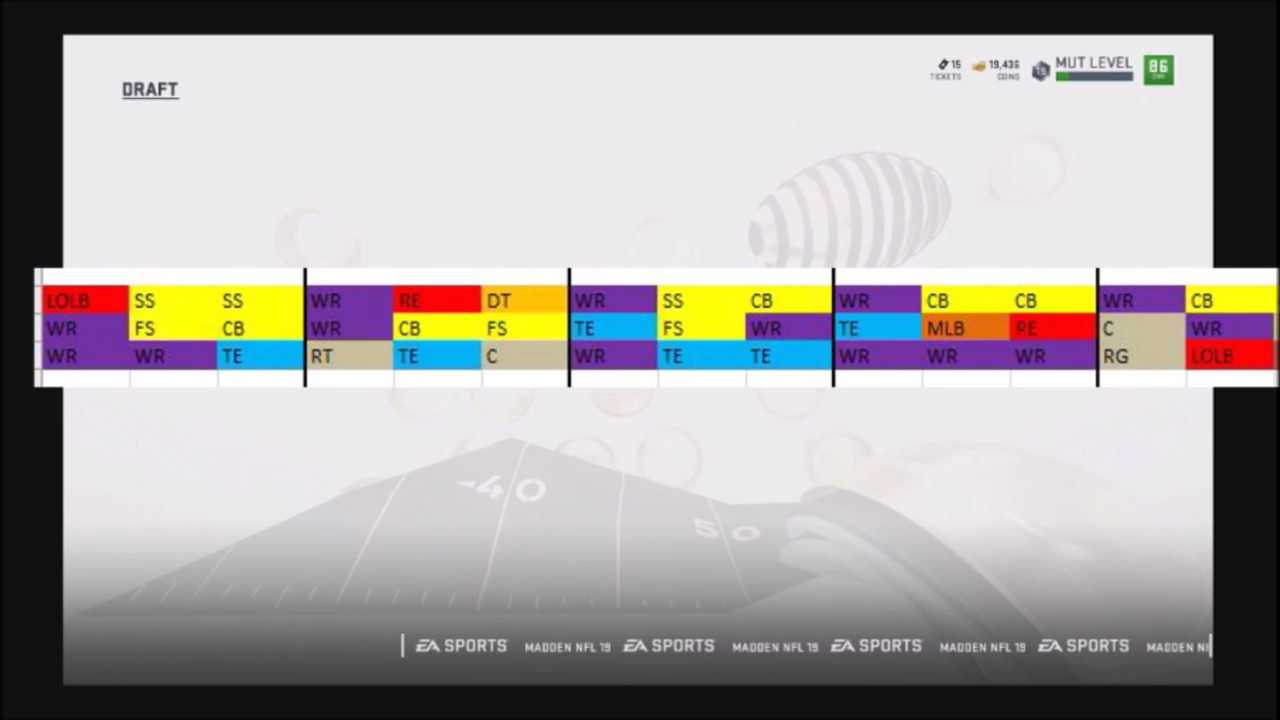 DRAFT
15 TICKETS 19,436 COINS 19 MUT LEVEL 86 OVR
LOLB SS SS WR RE DT WR SS CB WR CB CB WR CB
WR FS CB WR CB FS TE FS WR TE MLB RE C WR
WR WR TE RT TE C WR TE TE WR WR WR RG LOLB
-40
50
EA SPORTS MADDEN NFL 19 EA SPORTS MADDEN NFL 19 EA SPORTS MADDEN NFL 19 EA SPORTS MADDEN N